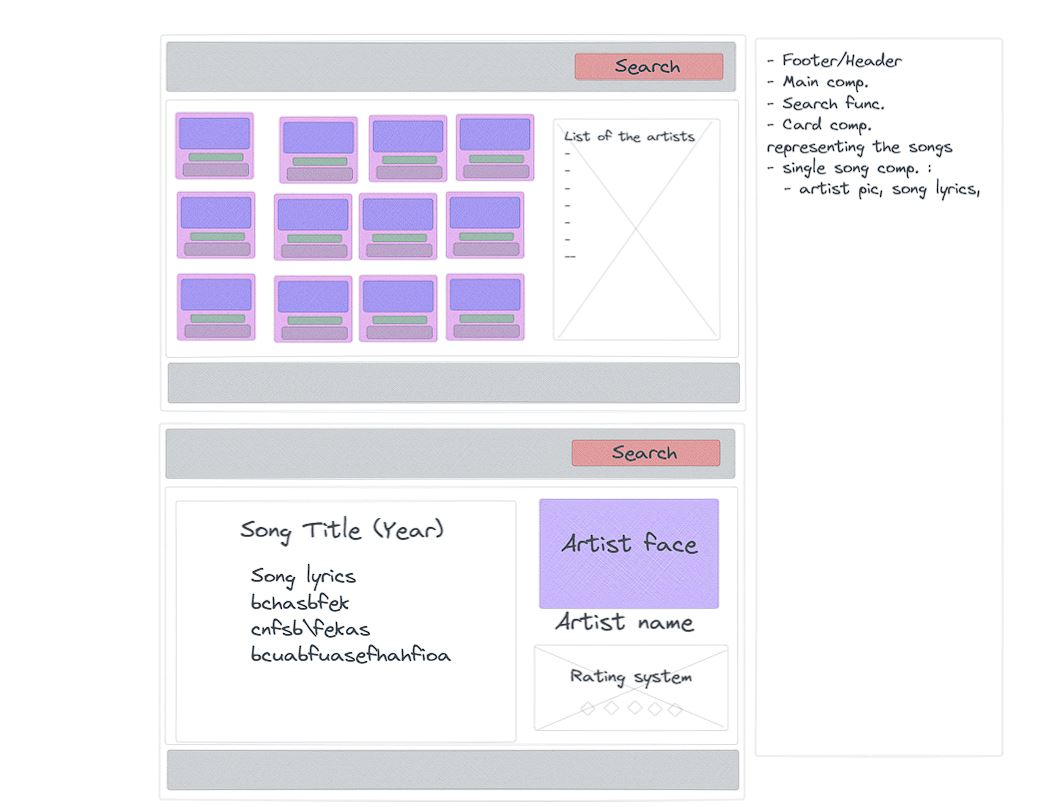 Search
List of the artists
-
-
-
-
-
-
--
Search
Song Title (Year)
Song lyrics
bchasbfek
cnfsb\fekas
bcuabfuasefhahfioa
Artist face
Artist name
Rating system
- Footer/Header
- Main comp.
- Search func.
- Card comp.
representing the songs
- single song comp. :
- artist pic, song lyrics,